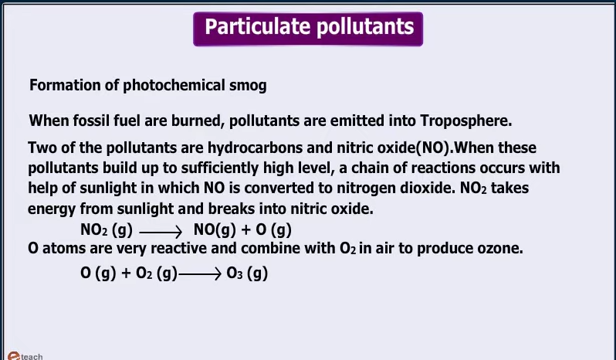 Particulate pollutants
Formation of photochemical smog
When fossil fuel are burned, pollutants are emitted into Troposphere.
Two of the pollutants are hydrocarbons and nitric oxide(NO).When these
pollutants build up to sufficiently high level, a chain of reactions occurs with
help of sunlight in which NO is converted to nitrogen dioxide. NO₂ takes
energy from sunlight and breaks into nitric oxide.
NO₂ (g) ⟶ NO(g) + O (g)
O atoms are very reactive and combine with O₂ in air to produce ozone.
O (g) + O₂ (g) ⟶ O₃ (g)
e teach